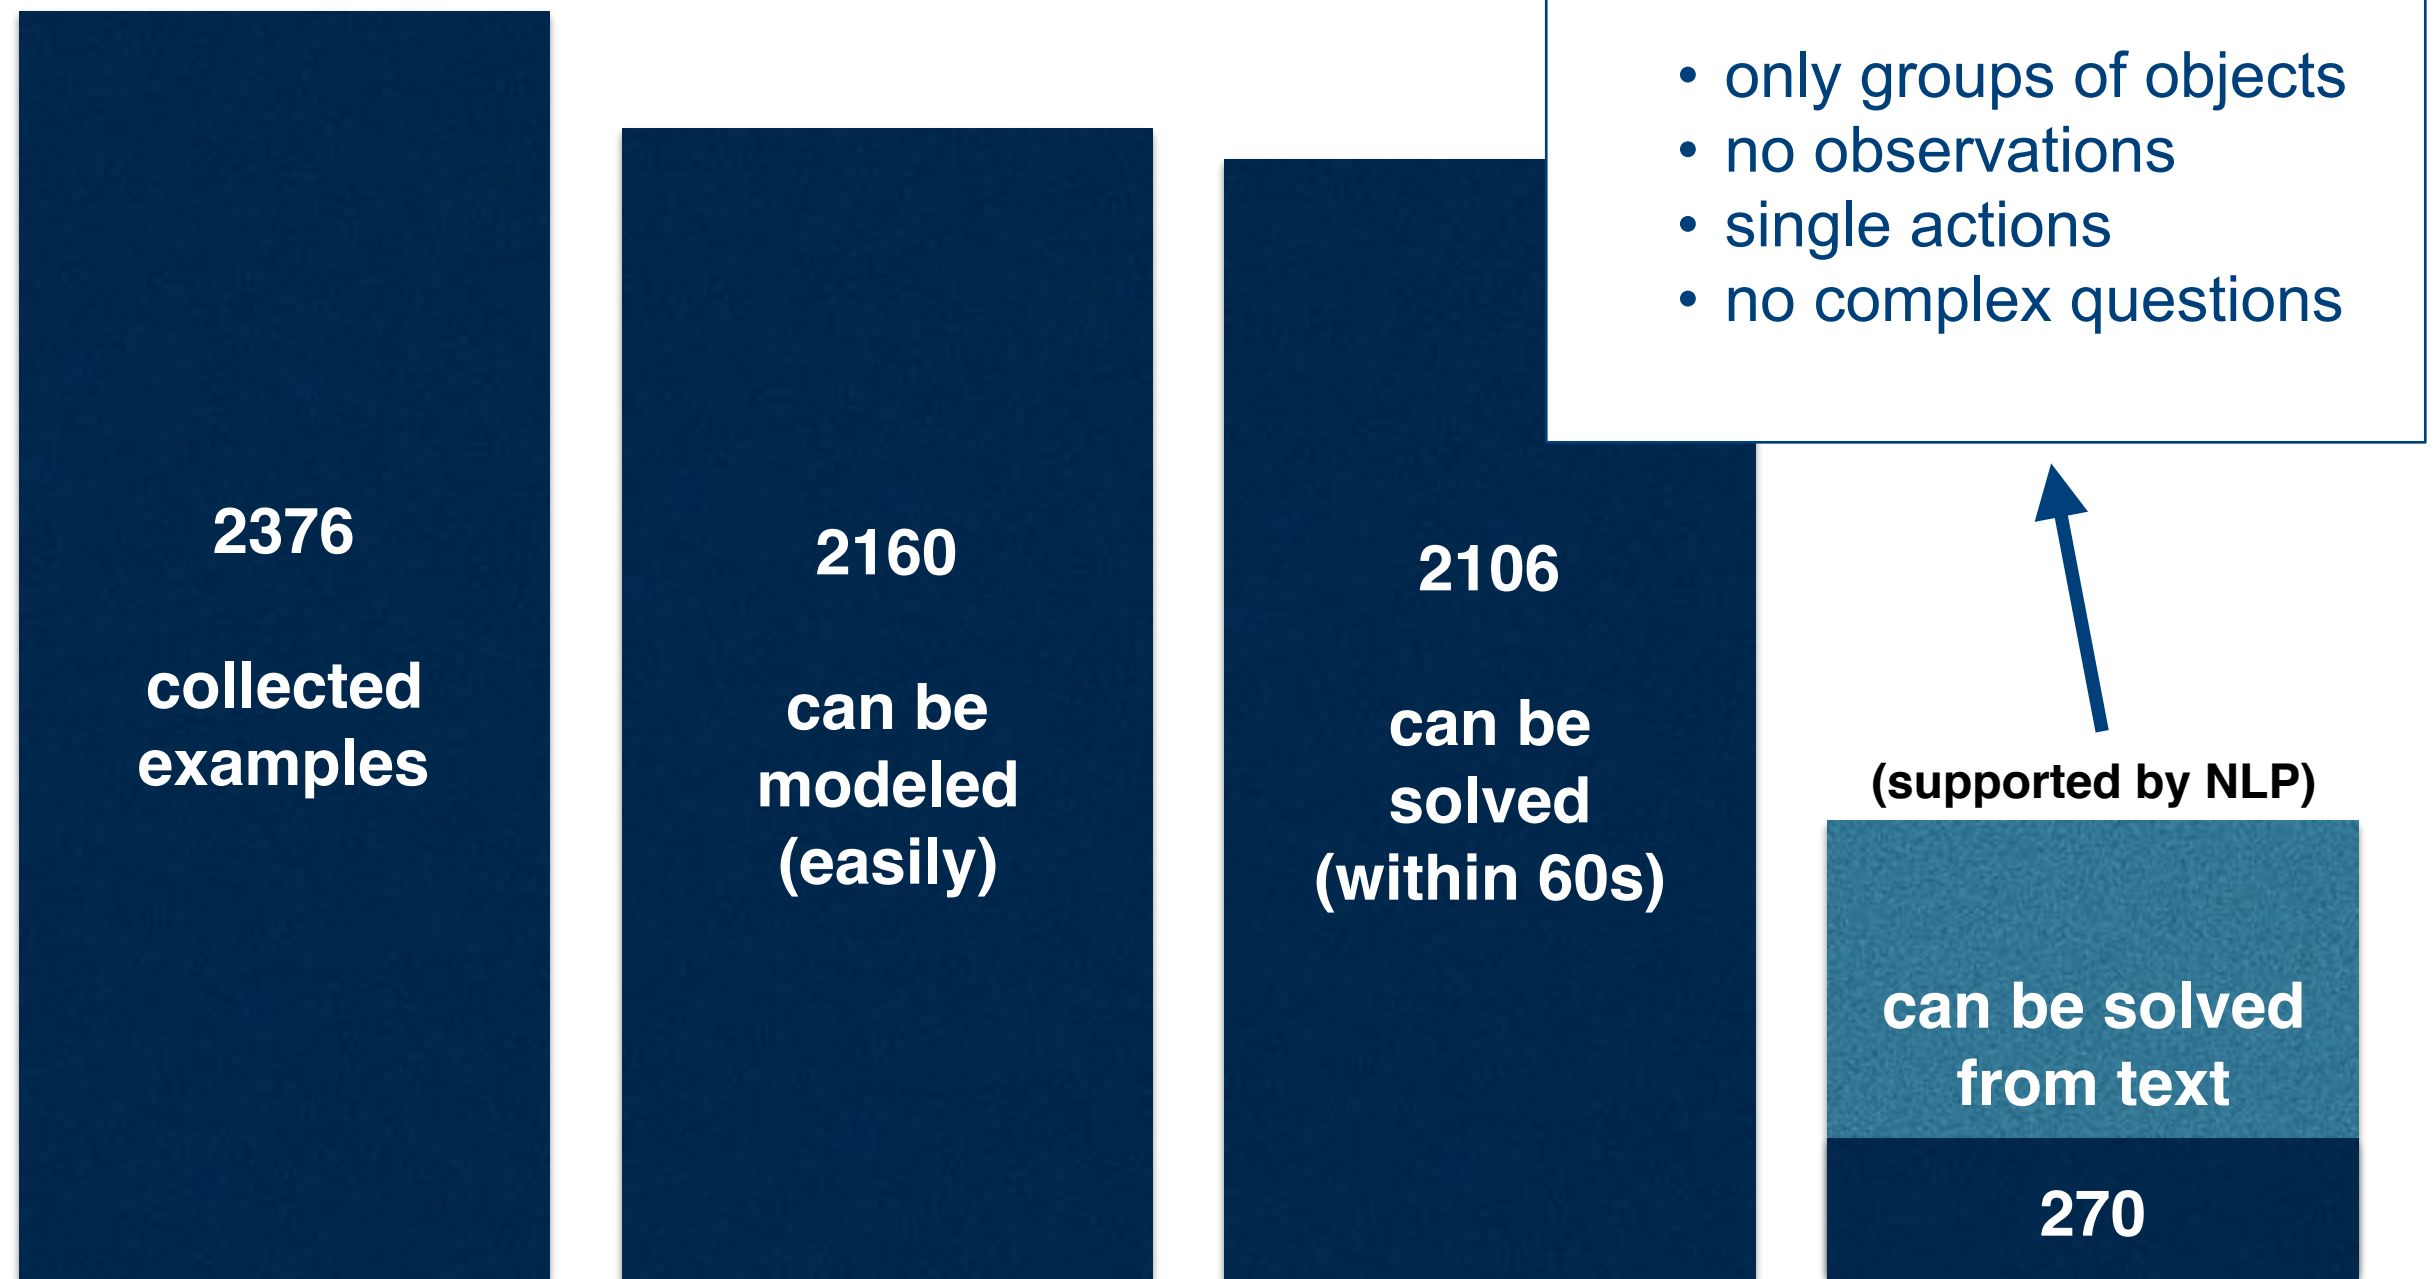 2376
collected
examples
2160
can be
modeled
(easily)
2106
can be
solved
(within 60s)
• only groups of objects
• no observations
• single actions
• no complex questions
(supported by NLP)
can be solved
from text
270